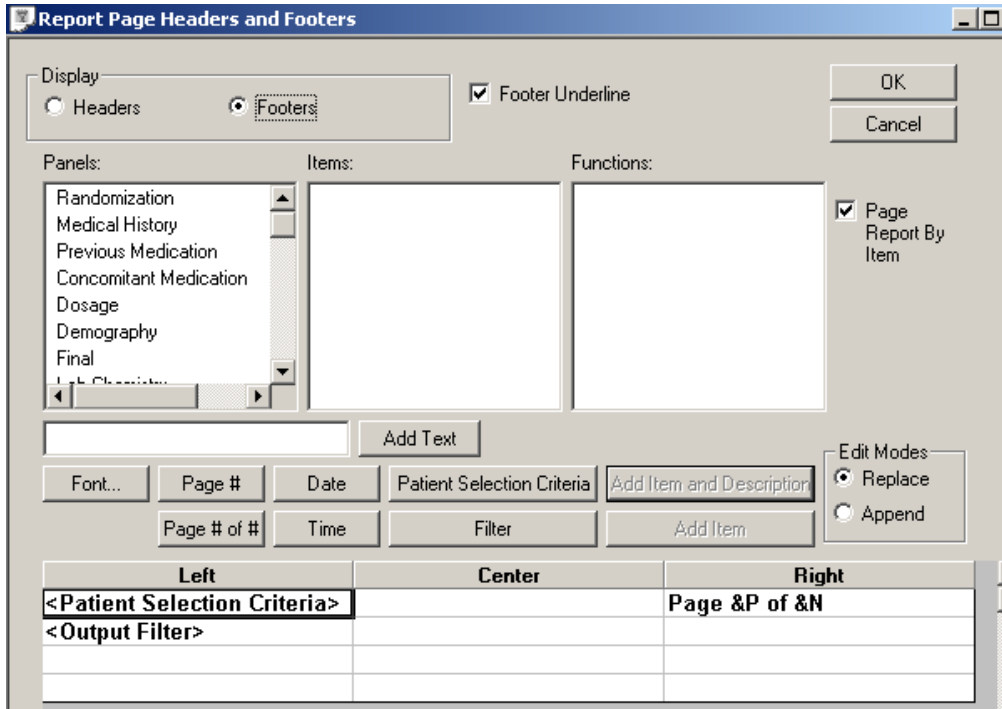 Report Page Headers and Footers
Display
Headers
Footers
Footer Underline
OK
Cancel
Panels:
Items:
Functions:
Randomization
Medical History
Previous Medication
Concomitant Medication
Dosage
Demography
Final
Lab Chemistry
Page
Report By
Item
Add Text
Edit Modes
Replace
Append
Font...
Page #
Date
Patient Selection Criteria
Add Item and Description
Page # of #
Time
Filter
Add Item
Left Center Right
<Patient Selection Criteria> Page &P of &N
<Output Filter>